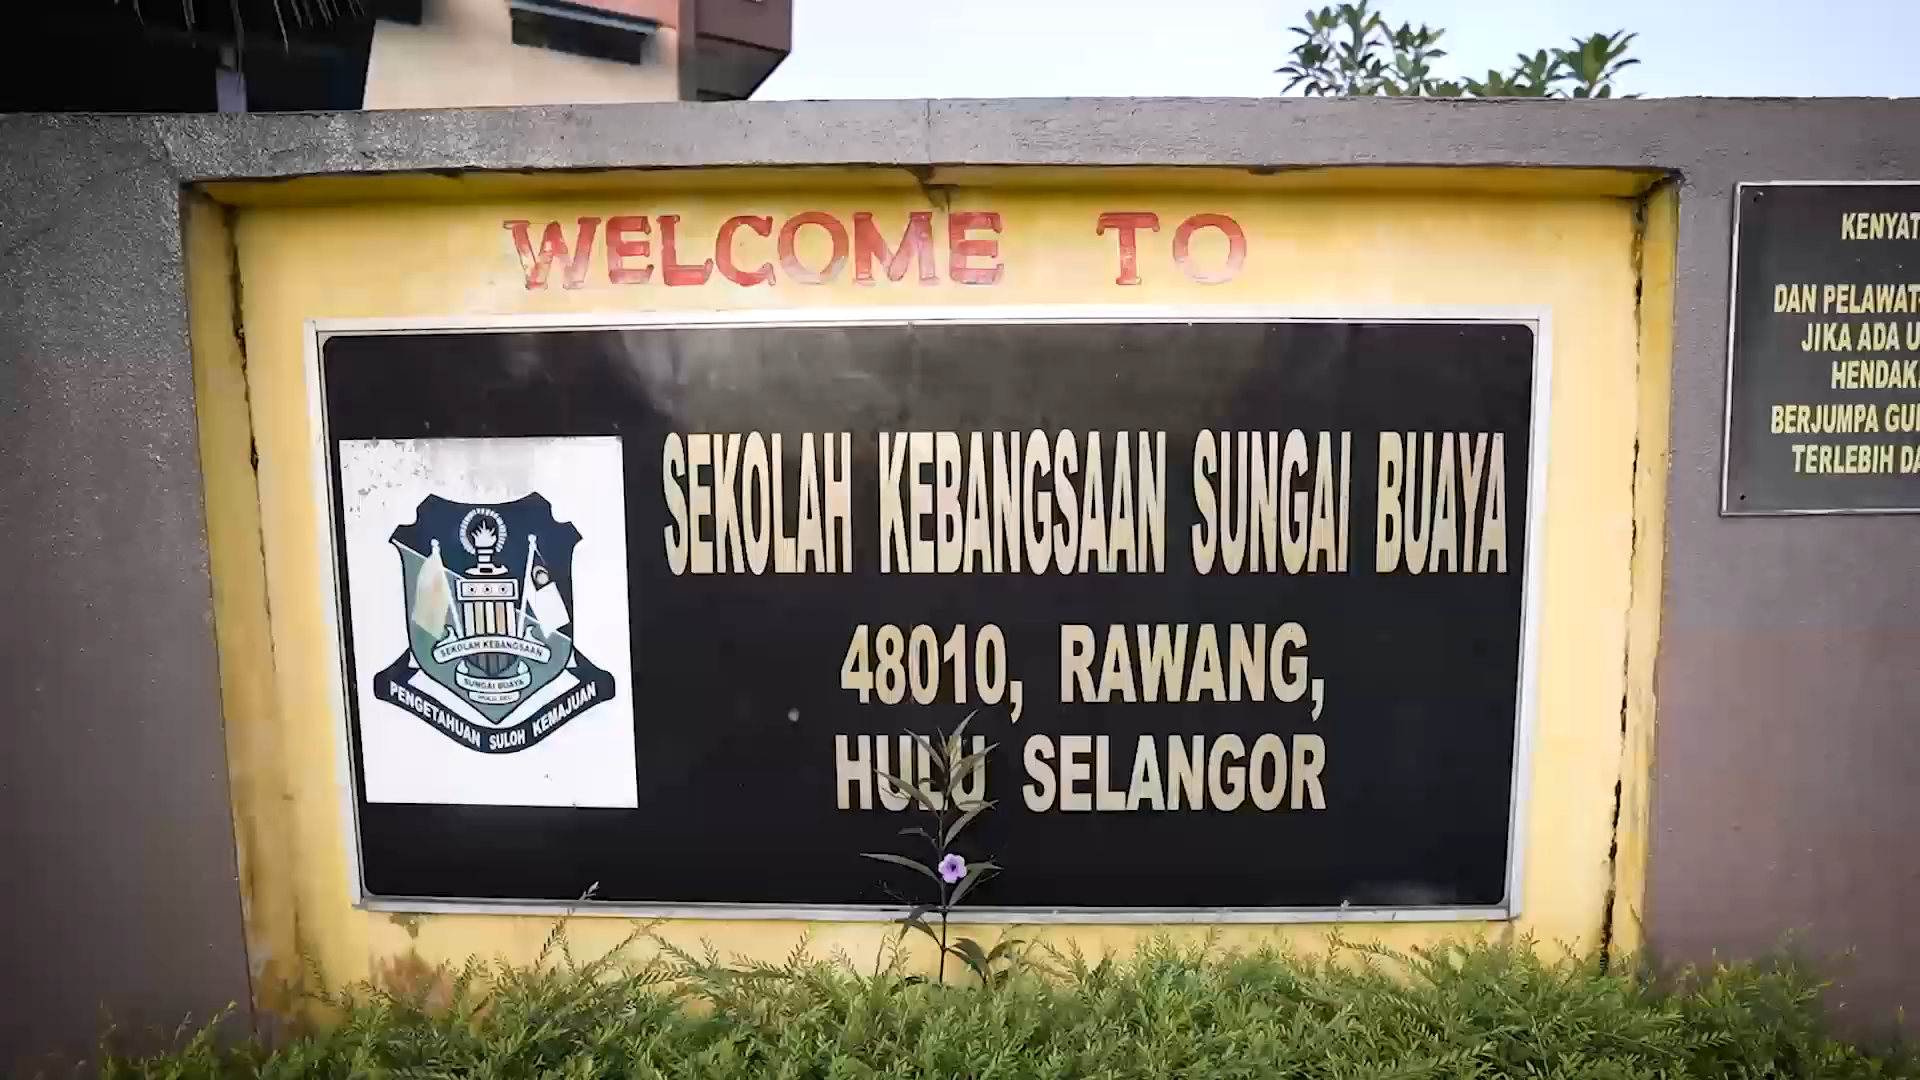 WELCOME TO
SEKOLAH KEBANGSAAN SUNGAI BUAYA
48010, RAWANG,
HULU SELANGOR
SEKOLAH KEBANGSAAN
SUNGAI BUAYA
PENGETAHUAN SULOH KEMAJUAN
KENYAT
DAN PELAWAT
JIKA ADA U
HENDAK
BERJUMPA GU
TERLEBIH DA